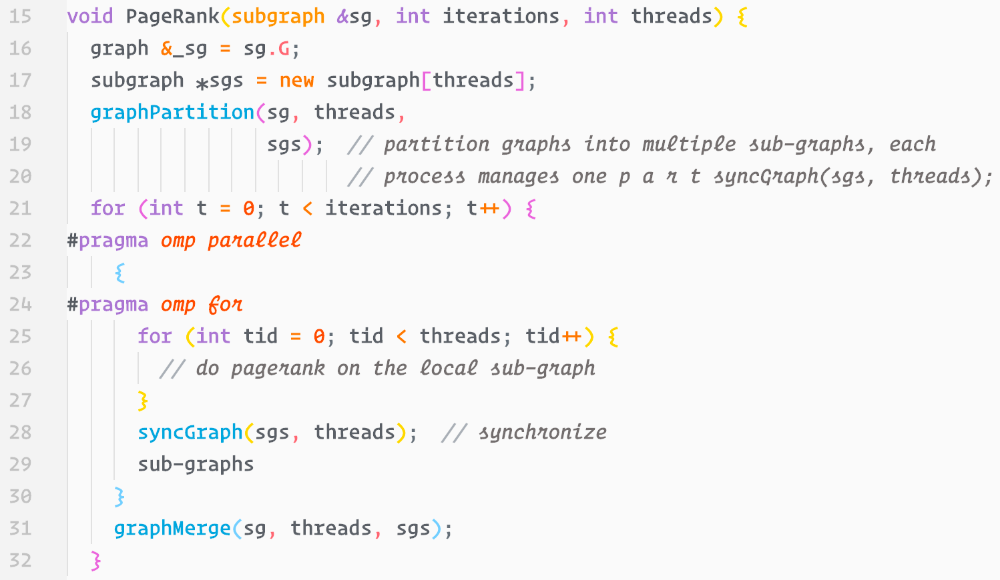 15 void PageRank(subgraph &sg, int iterations, int threads) {
16   graph &_sg = sg.G;
17   subgraph *sgs = new subgraph[threads];
18   graphPartition(sg, threads,
19                  sgs);  // partition graphs into multiple sub-graphs, each
20                         // process manages one p a r t syncGraph(sgs, threads);
21   for (int t = 0; t < iterations; t++) {
22 #pragma omp parallel
23     {
24 #pragma omp for
25       for (int tid = 0; tid < threads; tid++) {
26         // do pagerank on the local sub-graph
27       }
28       syncGraph(sgs, threads);  // synchronize
29       sub-graphs
30     }
31     graphMerge(sg, threads, sgs);
32   }